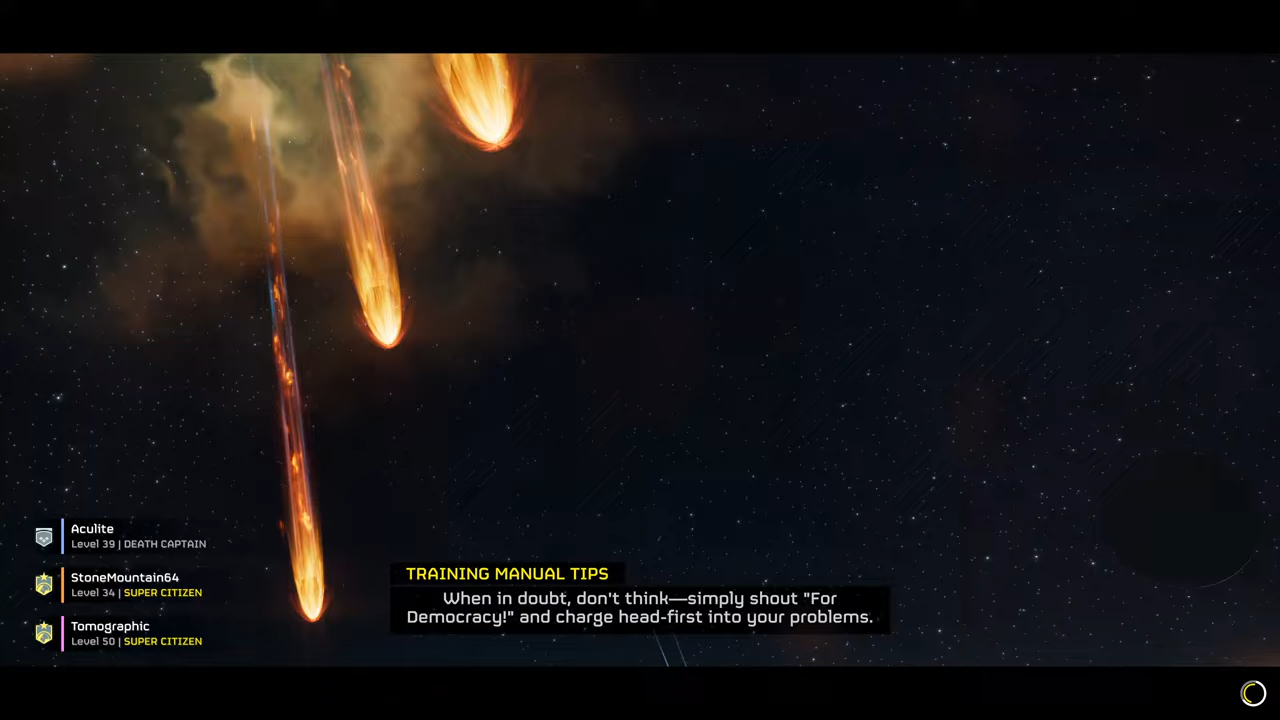 Aculite
Level 39 | DEATH CAPTAIN
StoneMountain64
Level 34 | SUPER CITIZEN
Tomographic
Level 50 | SUPER CITIZEN
TRAINING MANUAL TIPS
When in doubt, don't think—simply shout "For
Democracy!" and charge head-first into your problems.